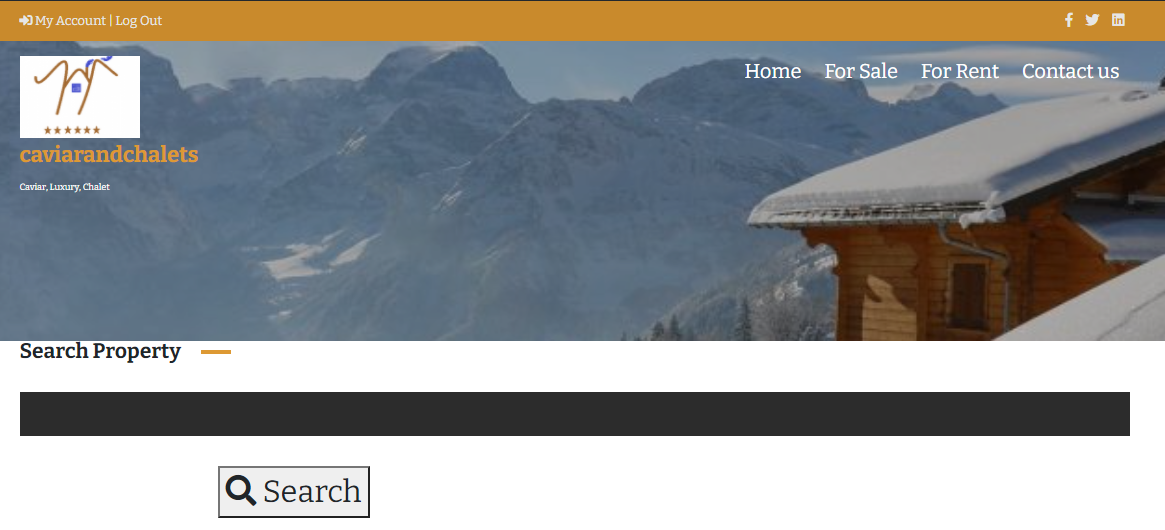 My Account | Log Out
Home For Sale For Rent Contact us
caviarandchalets
Caviar, Luxury, Chalet
Search Property
Search